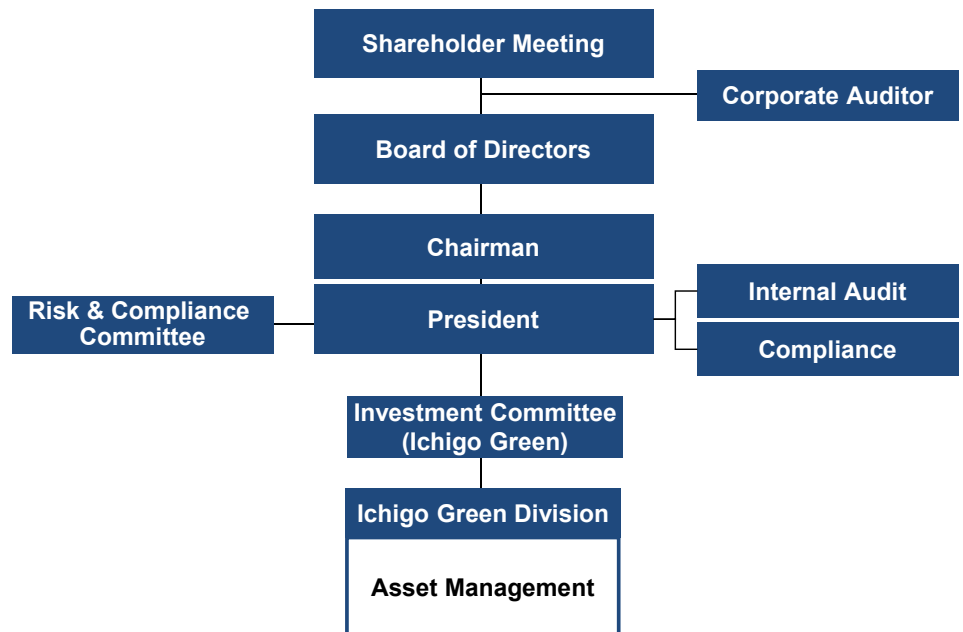 Shareholder Meeting
Corporate Auditor
Board of Directors
Chairman
Internal Audit
Risk & Compliance
Committee
President
Compliance
Investment Committee
(Ichigo Green)
Ichigo Green Division
Asset Management